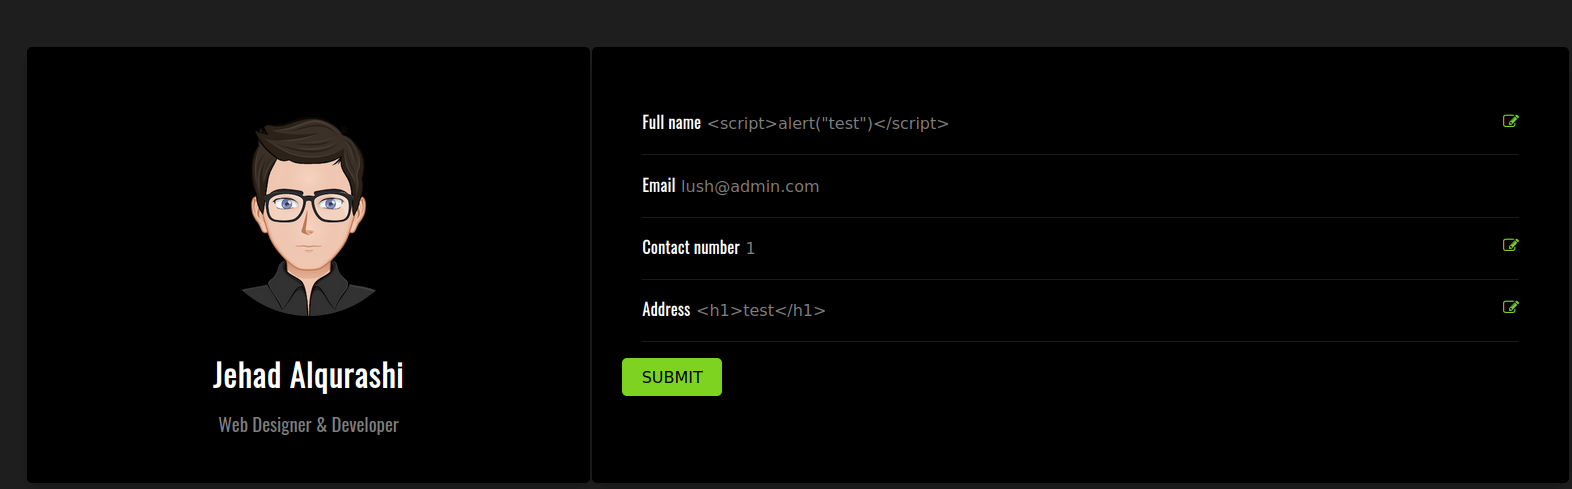 Jehad Alqurashi
Web Designer & Developer
Full name <script>alert("test")</script>
Email lush@admin.com
Contact number 1
Address <h1>test</h1>
SUBMIT